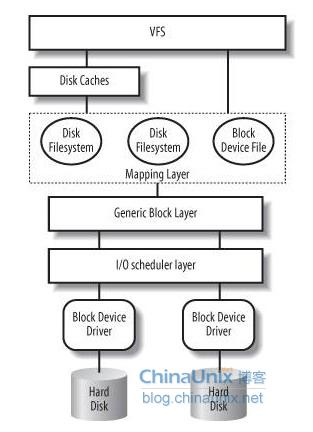 VFS
Disk Caches
Disk
Filesystem
Disk
Filesystem
Block
Device File
Mapping Layer
Generic Block Layer
I/O scheduler layer
Block Device
Driver
Block Device
Driver
Hard
Disk
Hard
Disk
ChinaUnix 博客
blog.chinaunix.net